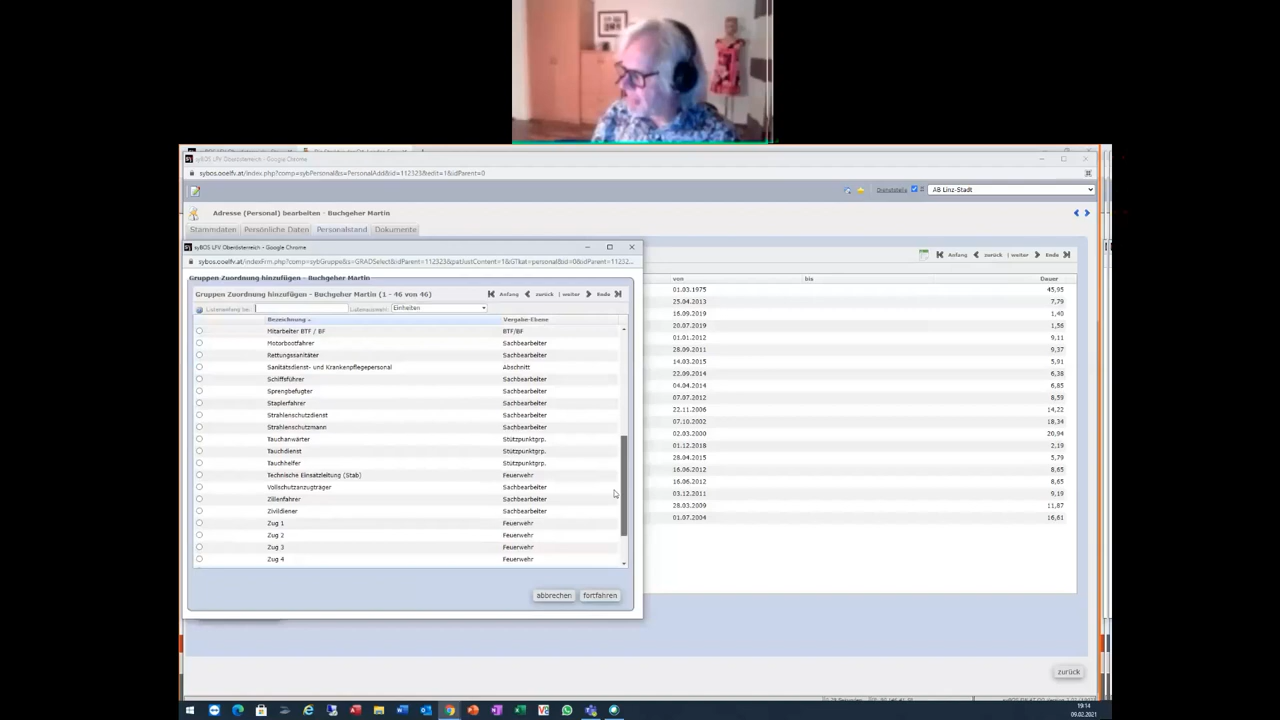 syBOS LFV Oberösterreich - Google Chrome
sybos.ooelfv.at/index.php?comp=sybPersonal&s=PersonalAdd&id=112323&edit=1&idParent=0
Dienststelle
AB Linz-Stadt
Adresse (Personal) bearbeiten - Buchgeher Martin
Stammdaten
Persönliche Daten
Personalstand
Dokumente
syBOS LFV Oberösterreich - Google Chrome
Anfang
zurück
weiter
Ende
Gruppen Zuordnung hinzufügen - Buchgeher Martin
von
bis
Dauer
01.03.1975 45,95
25.04.2013 7,79
16.09.2019 1,40
20.07.2019 1,56
01.01.2012 9,11
28.09.2011 9,37
14.03.2015 5,91
22.09.2014 6,38
04.04.2014 6,85
07.07.2012 8,59
22.11.2006 14,22
07.10.2002 18,34
02.03.2000 20,94
01.12.2018 2,19
28.04.2015 5,79
16.06.2012 8,65
16.06.2012 8,65
03.12.2011 9,19
28.03.2009 11,87
01.07.2004 16,61
Gruppen Zuordnung hinzufügen - Buchgeher Martin (1 - 46 von 46)
Anfang
zurück
weiter
Ende
Listenanfang bei:
Listenauswahl:
Einheiten
Bezeichnung
Vergabe-Ebene
Mitarbeiter BTF / BF BTF/BF
Motorbootfahrer Sachbearbeiter
Rettungssanitäter Sachbearbeiter
Sanitätsdienst- und Krankenpflegepersonal Abschnitt
Schiffsführer Sachbearbeiter
Sprengbefugter Sachbearbeiter
Staplerfahrer Sachbearbeiter
Strahlenschutzdienst Sachbearbeiter
Strahlenschutzmann Sachbearbeiter
Tauchanwärter Stützpunktgrp.
Tauchdienst Stützpunktgrp.
Tauchhelfer Stützpunktgrp.
Technische Einsatzleitung (Stab) Feuerwehr
Vollschutzanzugträger Sachbearbeiter
Zillenfahrer Sachbearbeiter
Zivildiener Sachbearbeiter
Zug 1 Feuerwehr
Zug 2 Feuerwehr
Zug 3 Feuerwehr
Zug 4 Feuerwehr
abbrechen
fortfahren
zurück
19:14
09.02.2021